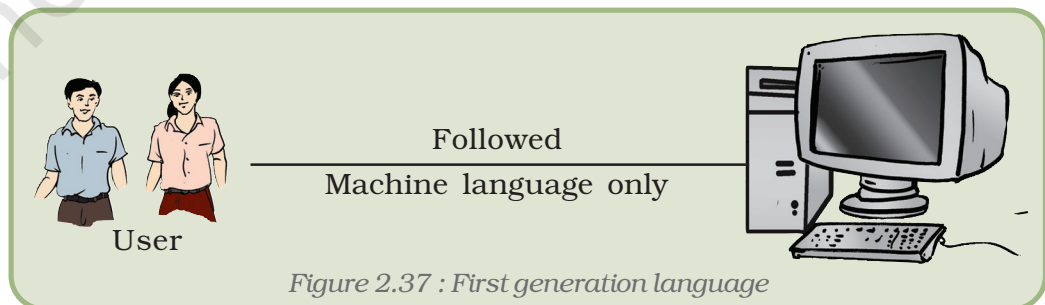 Followed
Machine language only
User
Figure 2.37 : First generation language